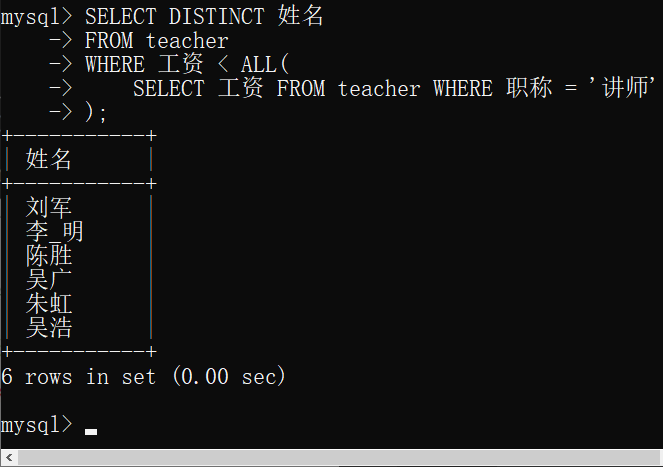 mysql> SELECT DISTINCT 姓名
    -> FROM teacher
    -> WHERE 工资 < ALL(
    ->     SELECT 工资 FROM teacher WHERE 职称 = '讲师'
    -> );
+-----------+
| 姓名      |
+-----------+
| 刘军      |
| 李_明     |
| 陈胜      |
| 吴广      |
| 朱虹      |
| 吴浩      |
+-----------+
6 rows in set (0.00 sec)
mysql>